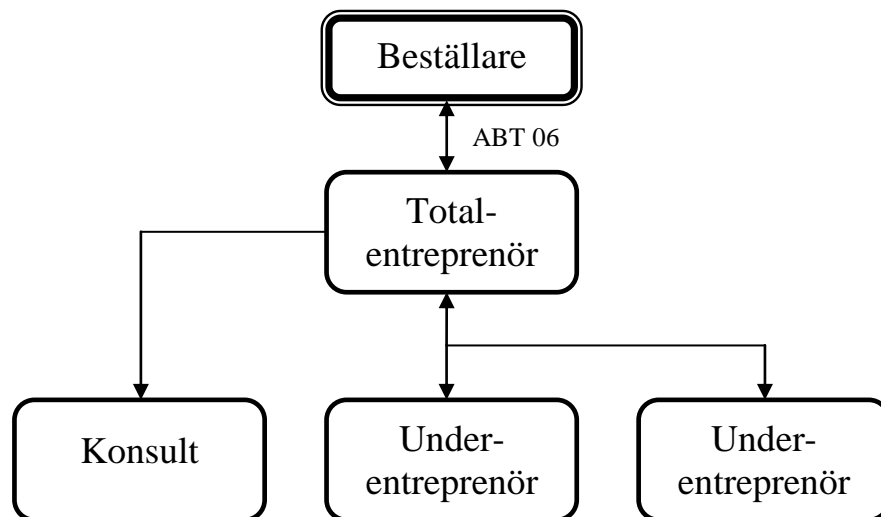 Beställare
ABT 06
Total-
entreprenör
Konsult
Under-
entreprenör
Under-
entreprenör